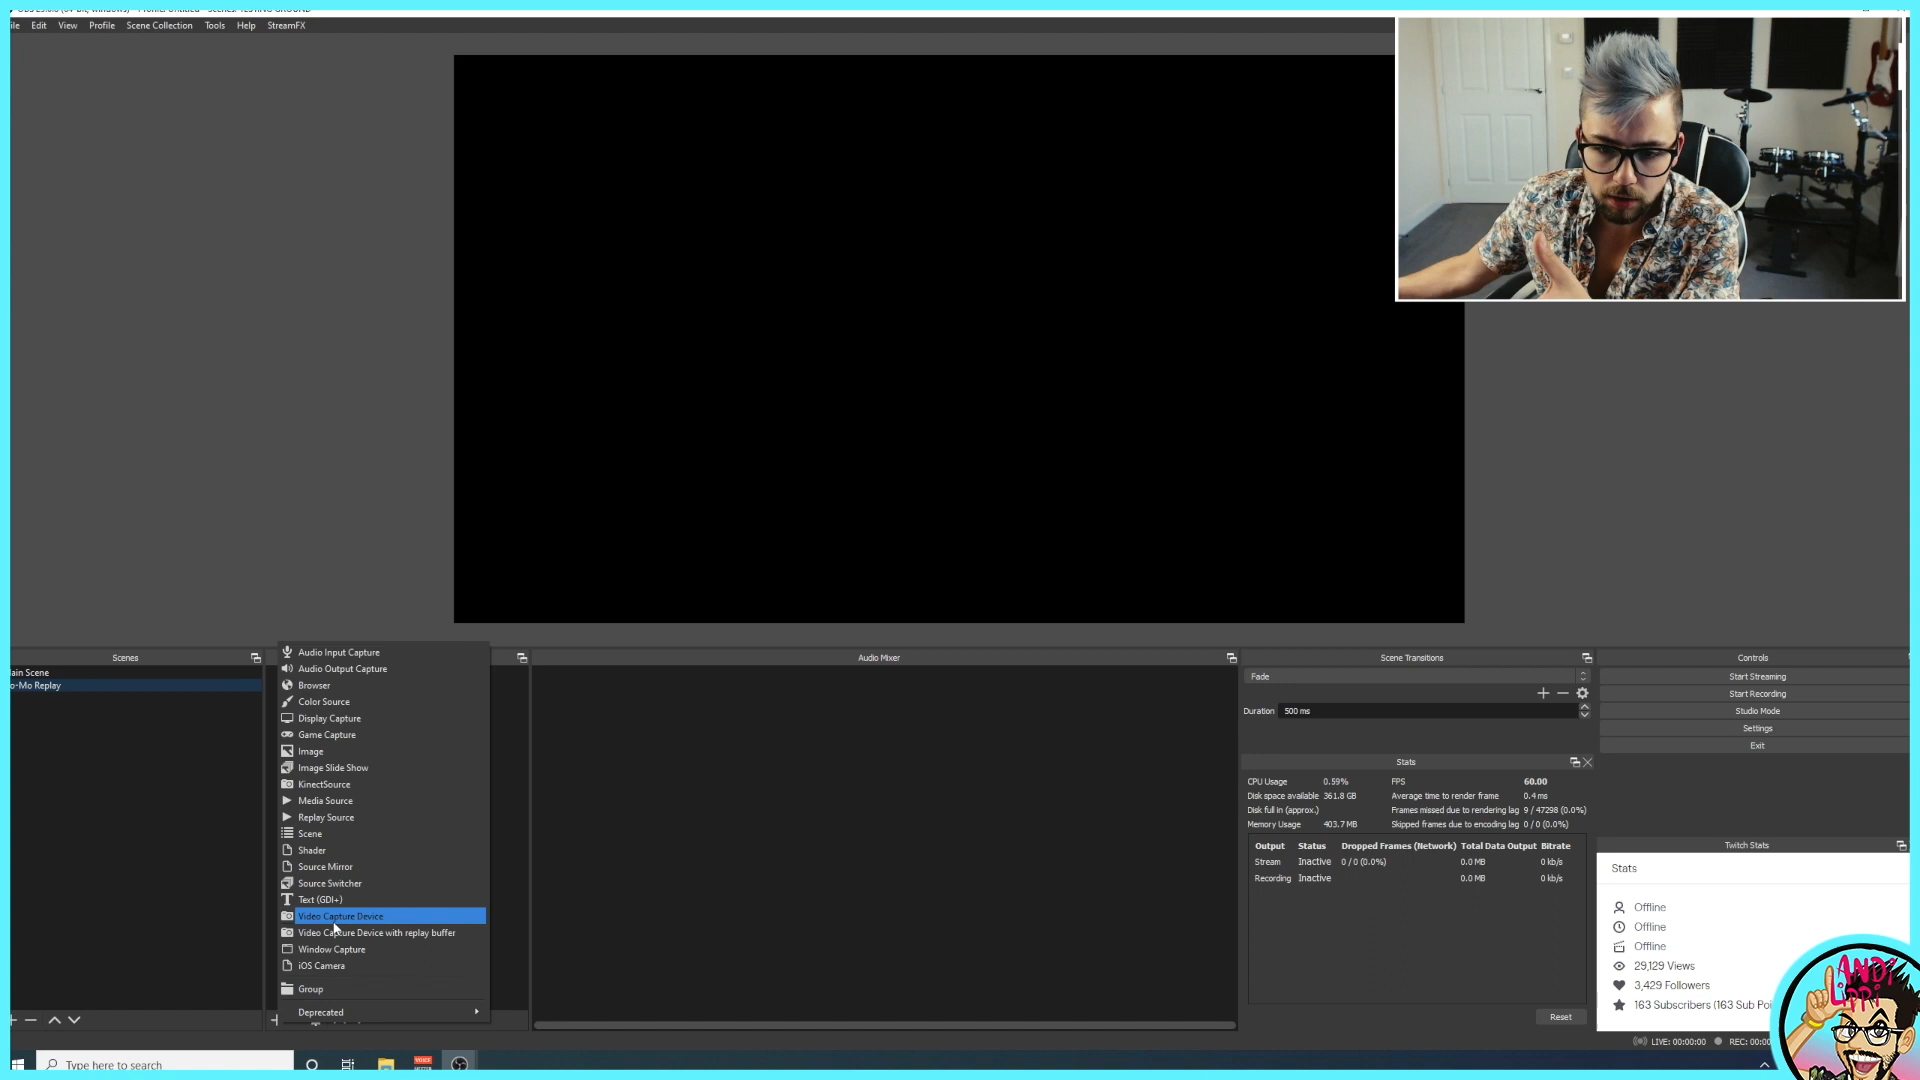 Edit View Profile Scene Collection Tools Help StreamFX
Scenes
ain Scene
o-Mo Replay
Audio Input Capture
Audio Output Capture
Browser
Color Source
Display Capture
Game Capture
Image
Image Slide Show
KinectSource
Media Source
Replay Source
Scene
Shader
Source Mirror
Source Switcher
Text (GDI+)
Video Capture Device
Video Capture Device with replay buffer
Window Capture
iOS Camera
Group
Deprecated
Audio Mixer
Scene Transitions
Fade
Duration 500 ms
Stats
CPU Usage 0.59% FPS 60.00
Disk space available 361.8 GB Average time to render frame 0.4 ms
Disk full in (approx.) Frames missed due to rendering lag 9 / 47298 (0.0%)
Memory Usage 403.7 MB Skipped frames due to encoding lag 0 / 0 (0.0%)
Output Status Dropped Frames (Network) Total Data Output Bitrate
Stream Inactive 0 / 0 (0.0%) 0.0 MB 0 kb/s
Recording Inactive 0.0 MB 0 kb/s
Reset
Controls
Start Streaming
Start Recording
Studio Mode
Settings
Exit
Twitch Stats
Stats
Offline
Offline
Offline
29,129 Views
3,429 Followers
163 Subscribers (163 Sub Poi
LIVE: 00:00:00 REC: 00:00
Type here to search
VOICE